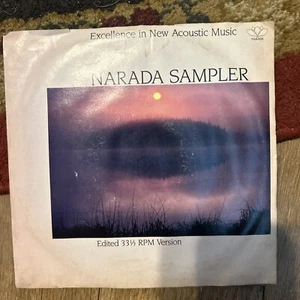 Excellence in New Acoustic Music
NARADA SAMPLER
Edited 33⅓ RPM Version